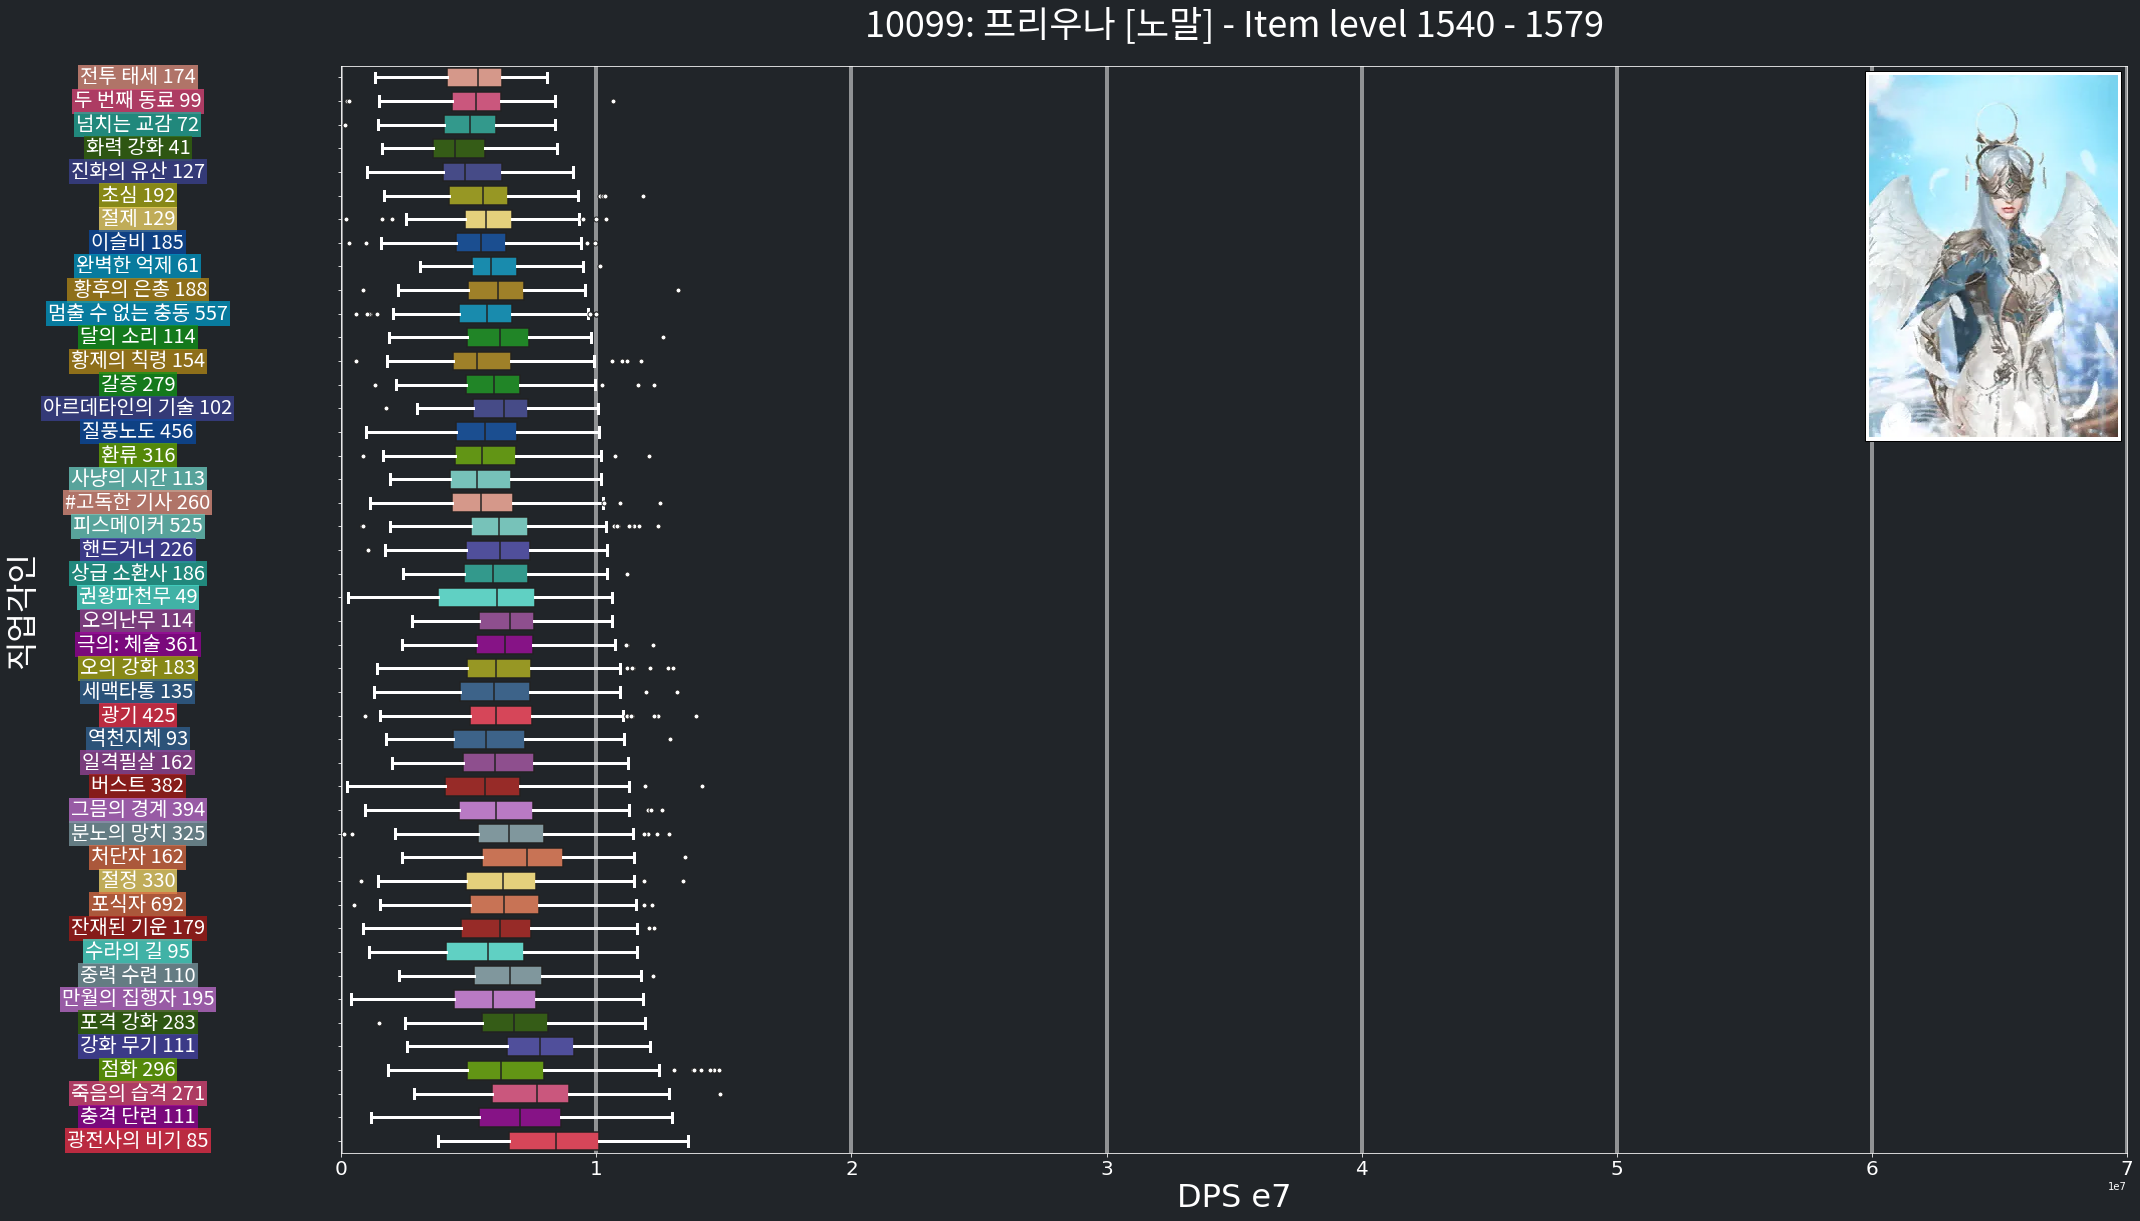 10099: 프리우나 [노말] - Item level 1540 - 1579
전투 태세 174
두 번째 동료 99
넘치는 교감 72
화력 강화 41
진화의 유산 127
초심 192
절제 129
이슬비 185
완벽한 억제 61
황후의 은총 188
멈출 수 없는 충동 557
달의 소리 114
황제의 칙령 154
갈증 279
아르데타인의 기술 102
질풍노도 456
환류 316
사냥의 시간 113
#고독한 기사 260
피스메이커 525
핸드거너 226
상급 소환사 186
권왕파천무 49
오의난무 114
극의: 체술 361
오의 강화 183
세맥타통 135
광기 425
역천지체 93
일격필살 162
버스트 382
그믐의 경계 394
분노의 망치 325
처단자 162
절정 330
포식자 692
잔재된 기운 179
수라의 길 95
중력 수련 110
만월의 집행자 195
포격 강화 283
강화 무기 111
점화 296
죽음의 습격 271
충격 단련 111
광전사의 비기 85
직업각인
0 1 2 3 4 5 6 7
1e7
DPS e7